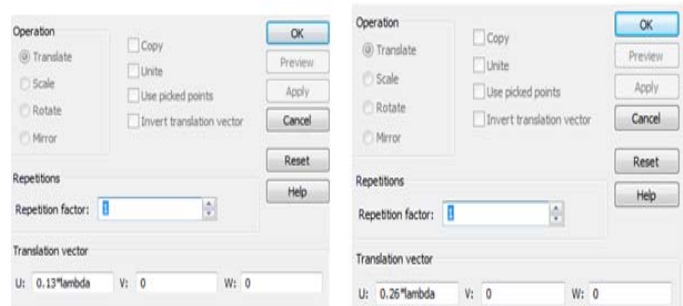 Operation
Translate
Scale
Rotate
Mirror
Copy
Unite
Use picked points
Invert translation vector
OK
Preview
Apply
Cancel
Reset
Help
Repetitions
Repetition factor: 1
Translation vector
U: 0.13*lambda V: 0 W: 0
Operation
Translate
Scale
Rotate
Mirror
Copy
Unite
Use picked points
Invert translation vector
OK
Preview
Apply
Cancel
Reset
Help
Repetitions
Repetition factor: 1
Translation vector
U: 0.26*lambda V: 0 W: 0